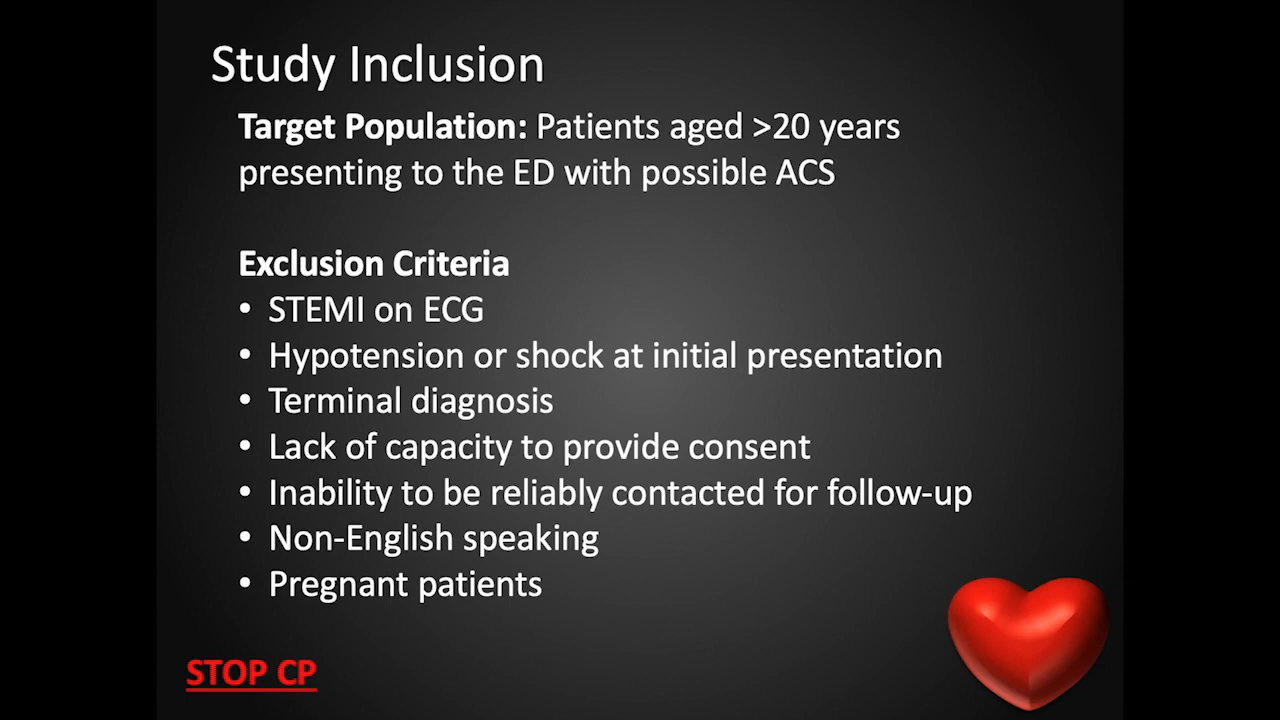 Study Inclusion
Target Population: Patients aged >20 years
presenting to the ED with possible ACS
Exclusion Criteria
• STEMI on ECG
• Hypotension or shock at initial presentation
• Terminal diagnosis
• Lack of capacity to provide consent
• Inability to be reliably contacted for follow-up
• Non-English speaking
• Pregnant patients
STOP CP